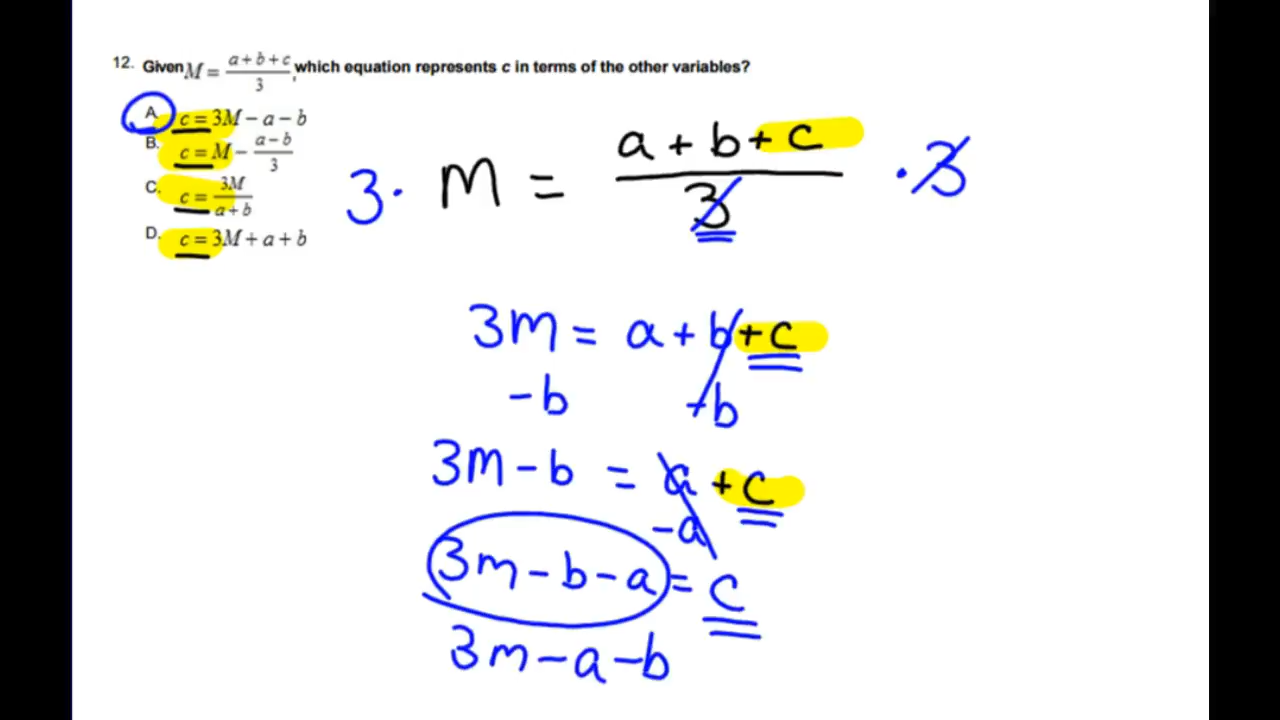 12. Given M = (a + b + c)/3, which equation represents c in terms of the other variables?
A. c = 3M − a − b
B. c = M − (a − b)/3
C. c = 3M/(a + b)
D. c = 3M + a + b
3 · m = (a + b + c)/3 · 3
3m = a + b + c
-b -b
3m - b = a + c
-a
3m - b - a = c
3m - a - b